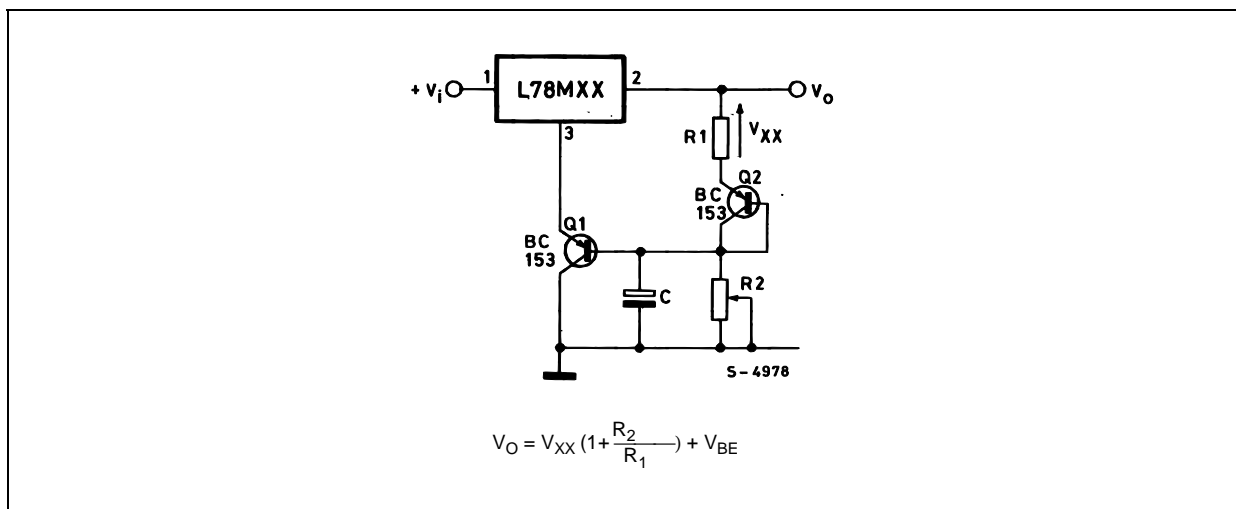 1 L78MXX 2
+ Vi Vo
3 R1 VXX
Q2
BC
153
Q1
BC
153
C R2
S-4978
VO = VXX (1+ R2
R1 ) + VBE